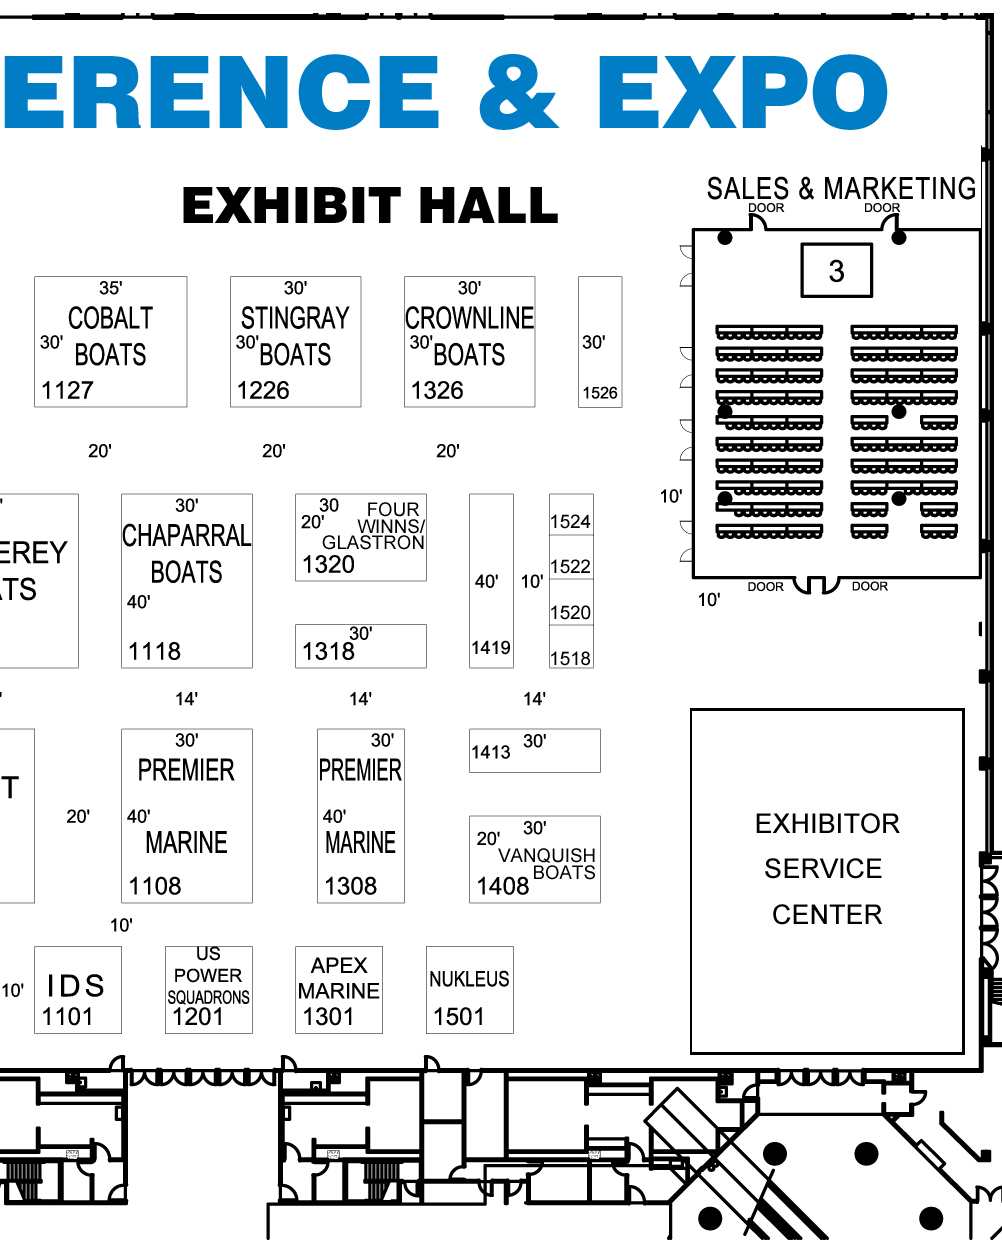 ERENCE & EXPO
EXHIBIT HALL
SALES & MARKETING
DOOR
DOOR
3
35'
COBALT
30'
BOATS
1127
30'
STINGRAY
30'
BOATS
1226
30'
CROWNLINE
30'
BOATS
1326
30'
1526
20'
20'
20'
10'
DOOR
DOOR
10'
EREY
ATS
30'
CHAPARRAL
BOATS
40'
1118
30
FOUR
20'
WINNS/
GLASTRON
1320
30'
1318
40'
1419
10'
1524
1522
1520
1518
14'
14'
14'
T
20'
30'
PREMIER
40'
MARINE
1108
30'
PREMIER
40'
MARINE
1308
1413
30'
30'
20'
VANQUISH
BOATS
1408
EXHIBITOR
SERVICE
CENTER
10'
10'
IDS
1101
US
POWER
SQUADRONS
1201
APEX
MARINE
1301
NUKLEUS
1501